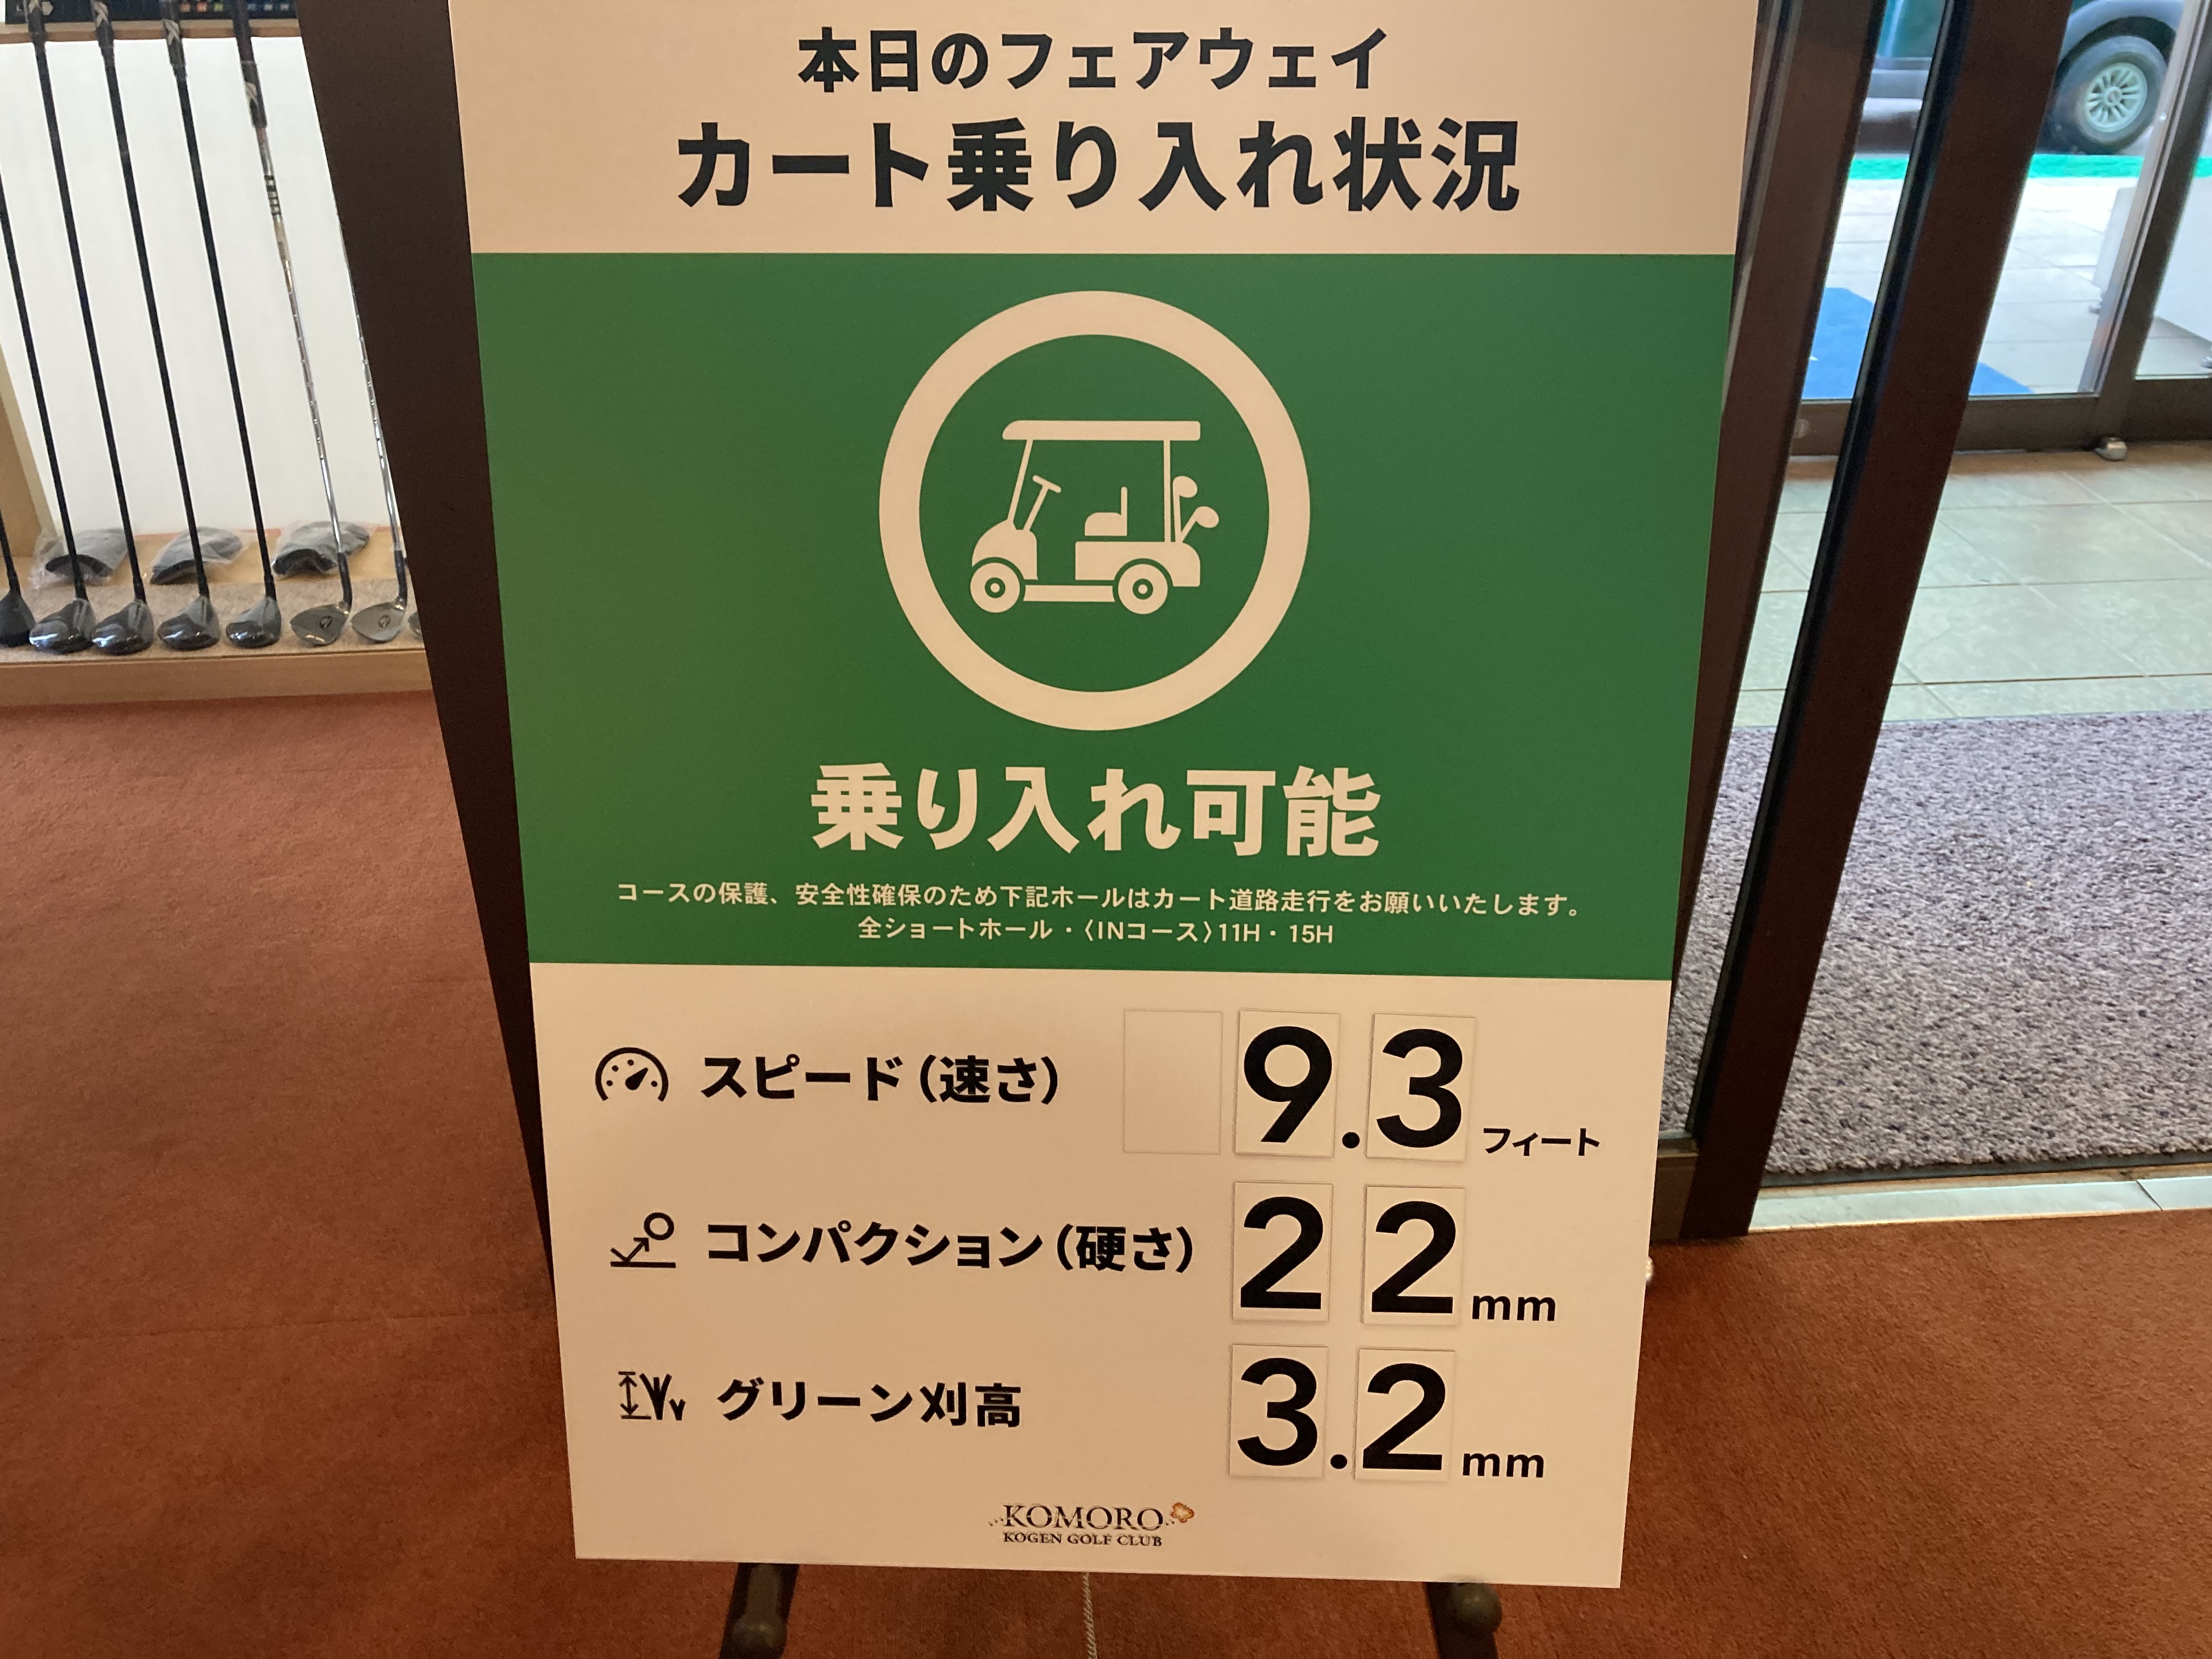 本日のフェアウェイ
カート乗り入れ状況
乗り入れ可能
コースの保護、安全性確保のため下記ホールはカート道路走行をお願いいたします。
全ショートホール・〈INコース〉11H・15H
スピード（速さ） 9.3 フィート
コンパクション（硬さ） 22 mm
グリーン刈高 3.2 mm
KOMORO
KOGEN GOLF CLUB